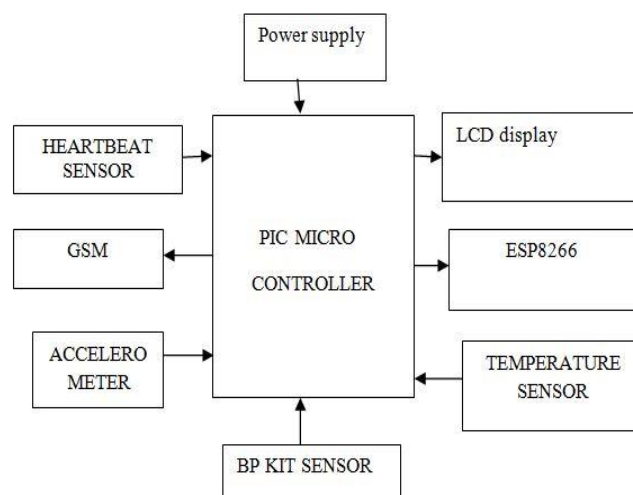 Power supply
HEARTBEAT
SENSOR
LCD display
GSM
PIC MICRO
CONTROLLER
ESP8266
ACCELERO
METER
TEMPERATURE
SENSOR
BP KIT SENSOR